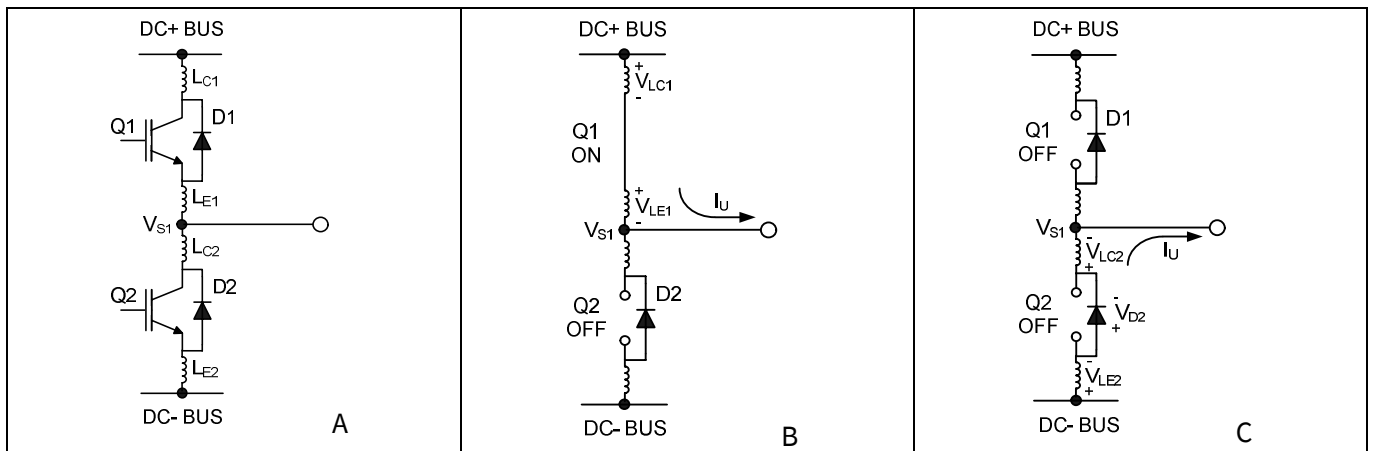 DC+ BUS
LC1
Q1
D1
LE1
VS1
LC2
Q2
D2
LE2
DC- BUS
A
DC+ BUS
+
VLC1
-
Q1
ON
+
VLE1
-
IU
VS1
Q2
OFF
D2
DC- BUS
B
DC+ BUS
D1
Q1
OFF
VS1
-
VLC2
+
IU
Q2
OFF
-
VD2
+
-
VLE2
+
DC- BUS
C